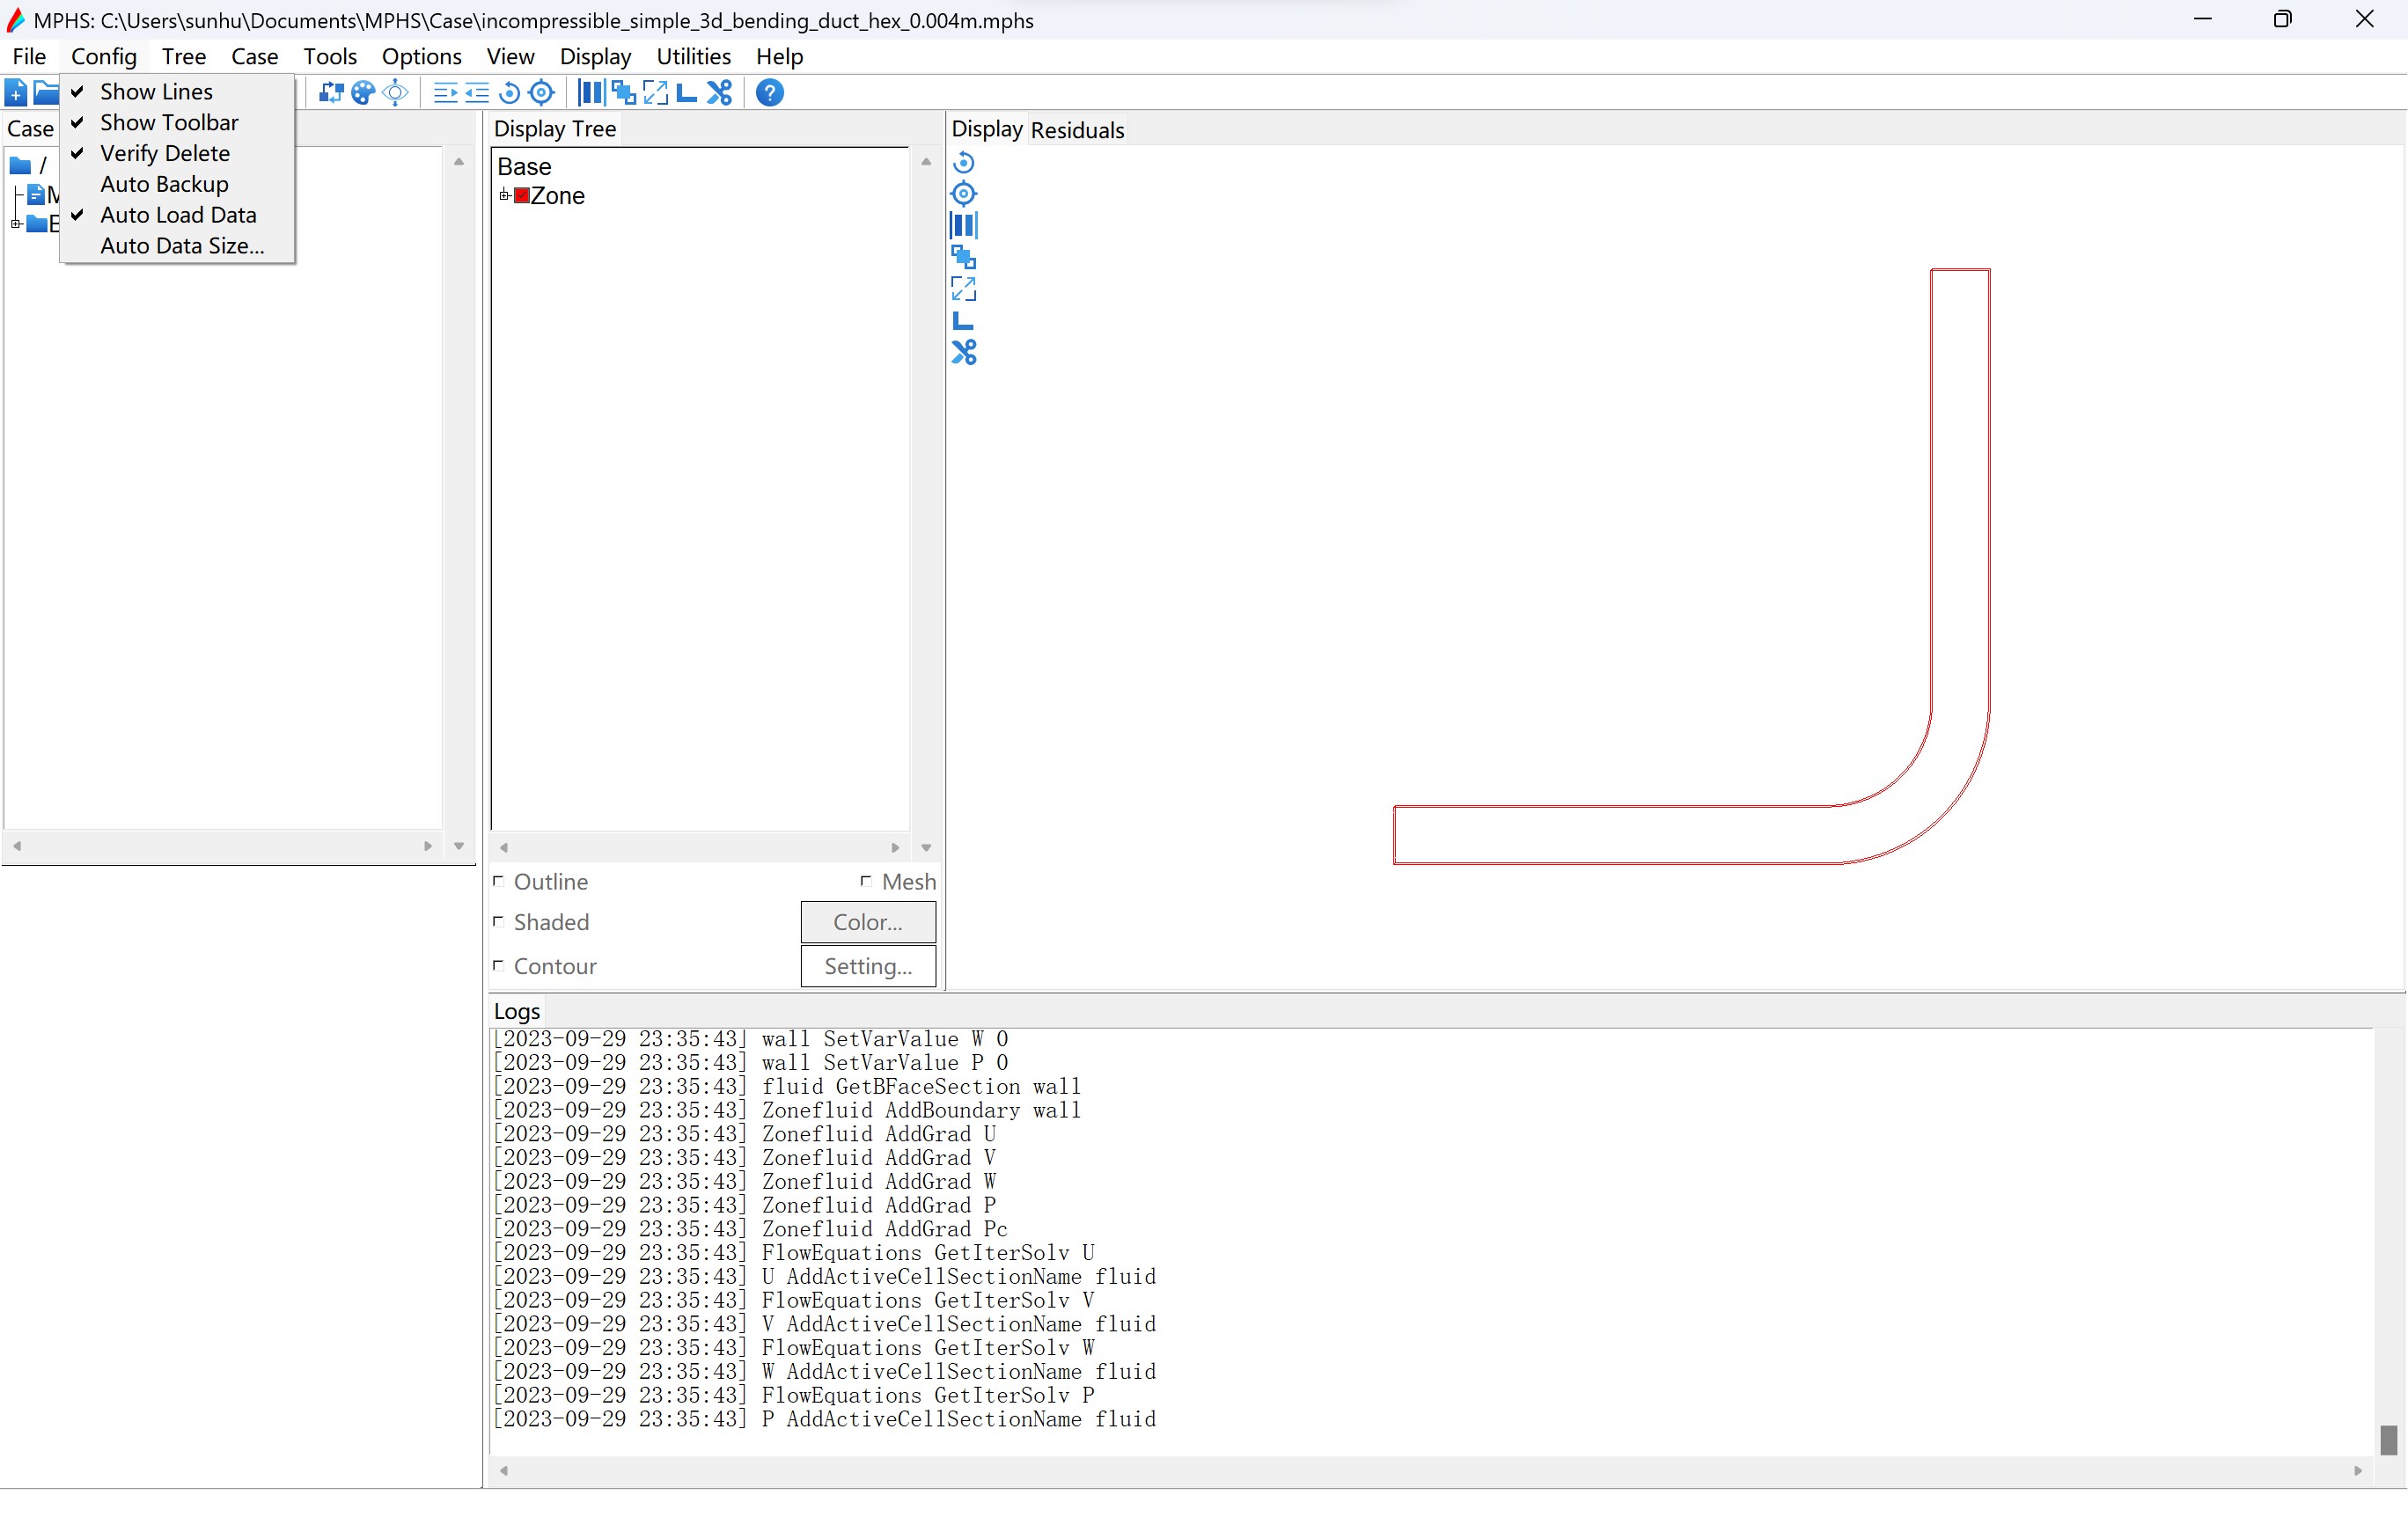 MPHS: C:\Users\sunhu\Documents\MPHS\Case\incompressible_simple_3d_bending_duct_hex_0.004m.mphs
File Config Tree Case Tools Options View Display Utilities Help
Show Lines
Show Toolbar
Verify Delete
Auto Backup
Auto Load Data
Auto Data Size...
Case
/
Display Tree
Base
Zone
Outline
Mesh
Shaded
Color...
Contour
Setting...
Display Residuals
Logs
[2023-09-29 23:35:43] wall SetVarValue W 0
[2023-09-29 23:35:43] wall SetVarValue P 0
[2023-09-29 23:35:43] fluid GetBFaceSection wall
[2023-09-29 23:35:43] Zonefluid AddBoundary wall
[2023-09-29 23:35:43] Zonefluid AddGrad U
[2023-09-29 23:35:43] Zonefluid AddGrad V
[2023-09-29 23:35:43] Zonefluid AddGrad W
[2023-09-29 23:35:43] Zonefluid AddGrad P
[2023-09-29 23:35:43] Zonefluid AddGrad Pc
[2023-09-29 23:35:43] FlowEquations GetIterSolv U
[2023-09-29 23:35:43] U AddActiveCellSectionName fluid
[2023-09-29 23:35:43] FlowEquations GetIterSolv V
[2023-09-29 23:35:43] V AddActiveCellSectionName fluid
[2023-09-29 23:35:43] FlowEquations GetIterSolv W
[2023-09-29 23:35:43] W AddActiveCellSectionName fluid
[2023-09-29 23:35:43] FlowEquations GetIterSolv P
[2023-09-29 23:35:43] P AddActiveCellSectionName fluid